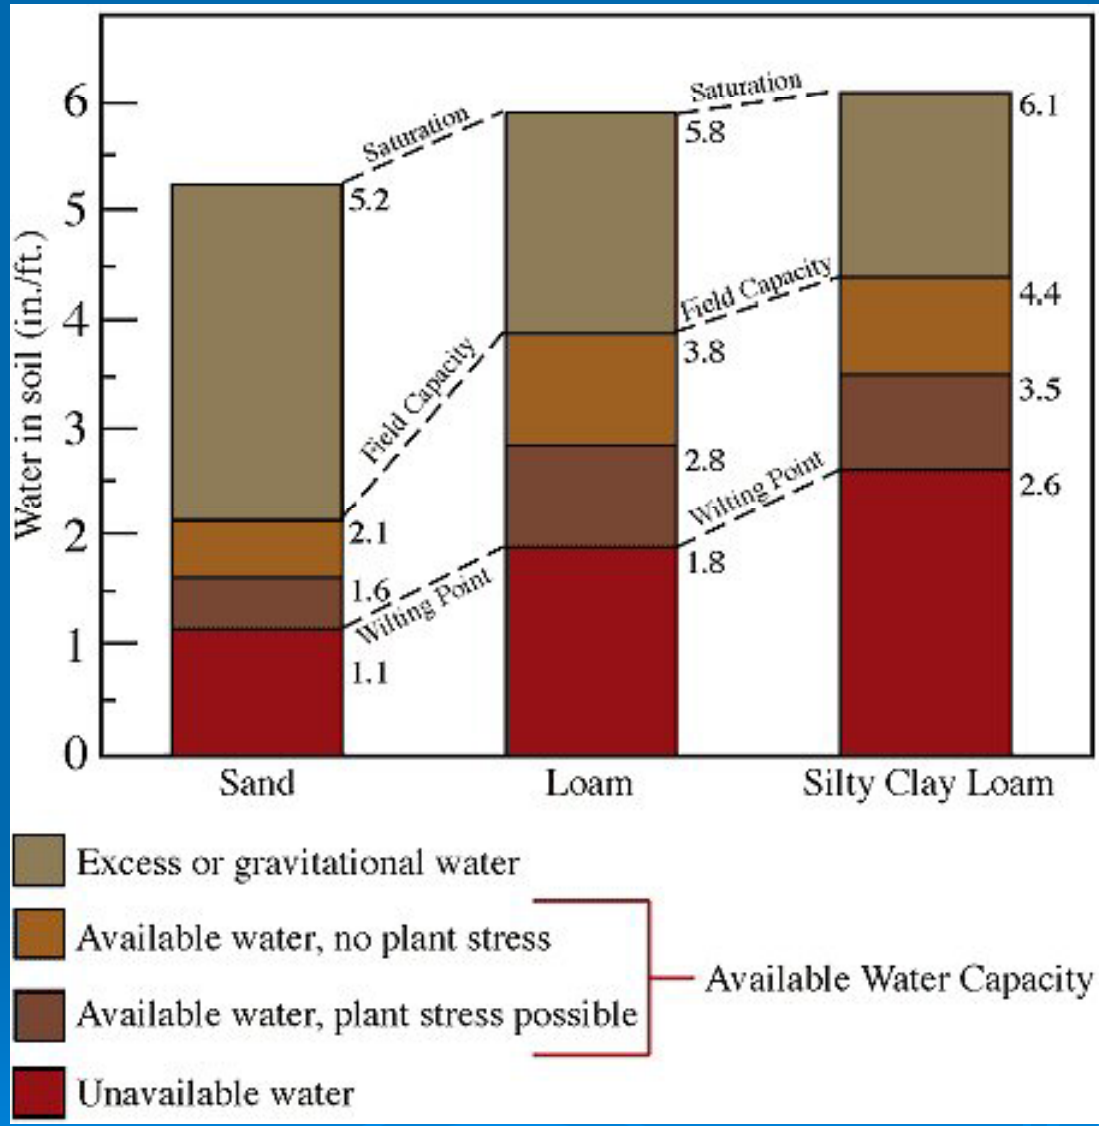 Water in soil (in./ft.)
6
5
4
3
2
1
0
Saturation
Saturation
Field Capacity
Field Capacity
Wilting Point
Wilting Point
5.2
2.1
1.6
1.1
5.8
3.8
2.8
1.8
6.1
4.4
3.5
2.6
Sand
Loam
Silty Clay Loam
Excess or gravitational water
Available water, no plant stress
Available Water Capacity
Available water, plant stress possible
Unavailable water